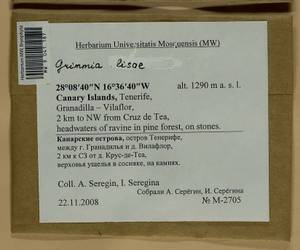 Herbarium Universitatis Mosquensis (MW)
Grimmia lisae
28°08'40"N 16°36'40"W alt. 1290 m a. s. l.
Canary Islands, Tenerife,
Granadilla – Vilaflor,
2 km to NW from Cruz de Tea,
headwaters of ravine in pine forest, on stones.
Канарские острова, остров Тенерифе,
между г. Гранадилья и д. Вилафлор,
2 км к СЗ от д. Крус-де-Теа,
верховья ущелья в сосняке, на камнях.
Coll. A. Seregin, I. Seregina
Собрали А. Серёгин, И. Серёгина
22.11.2008 № M-2705